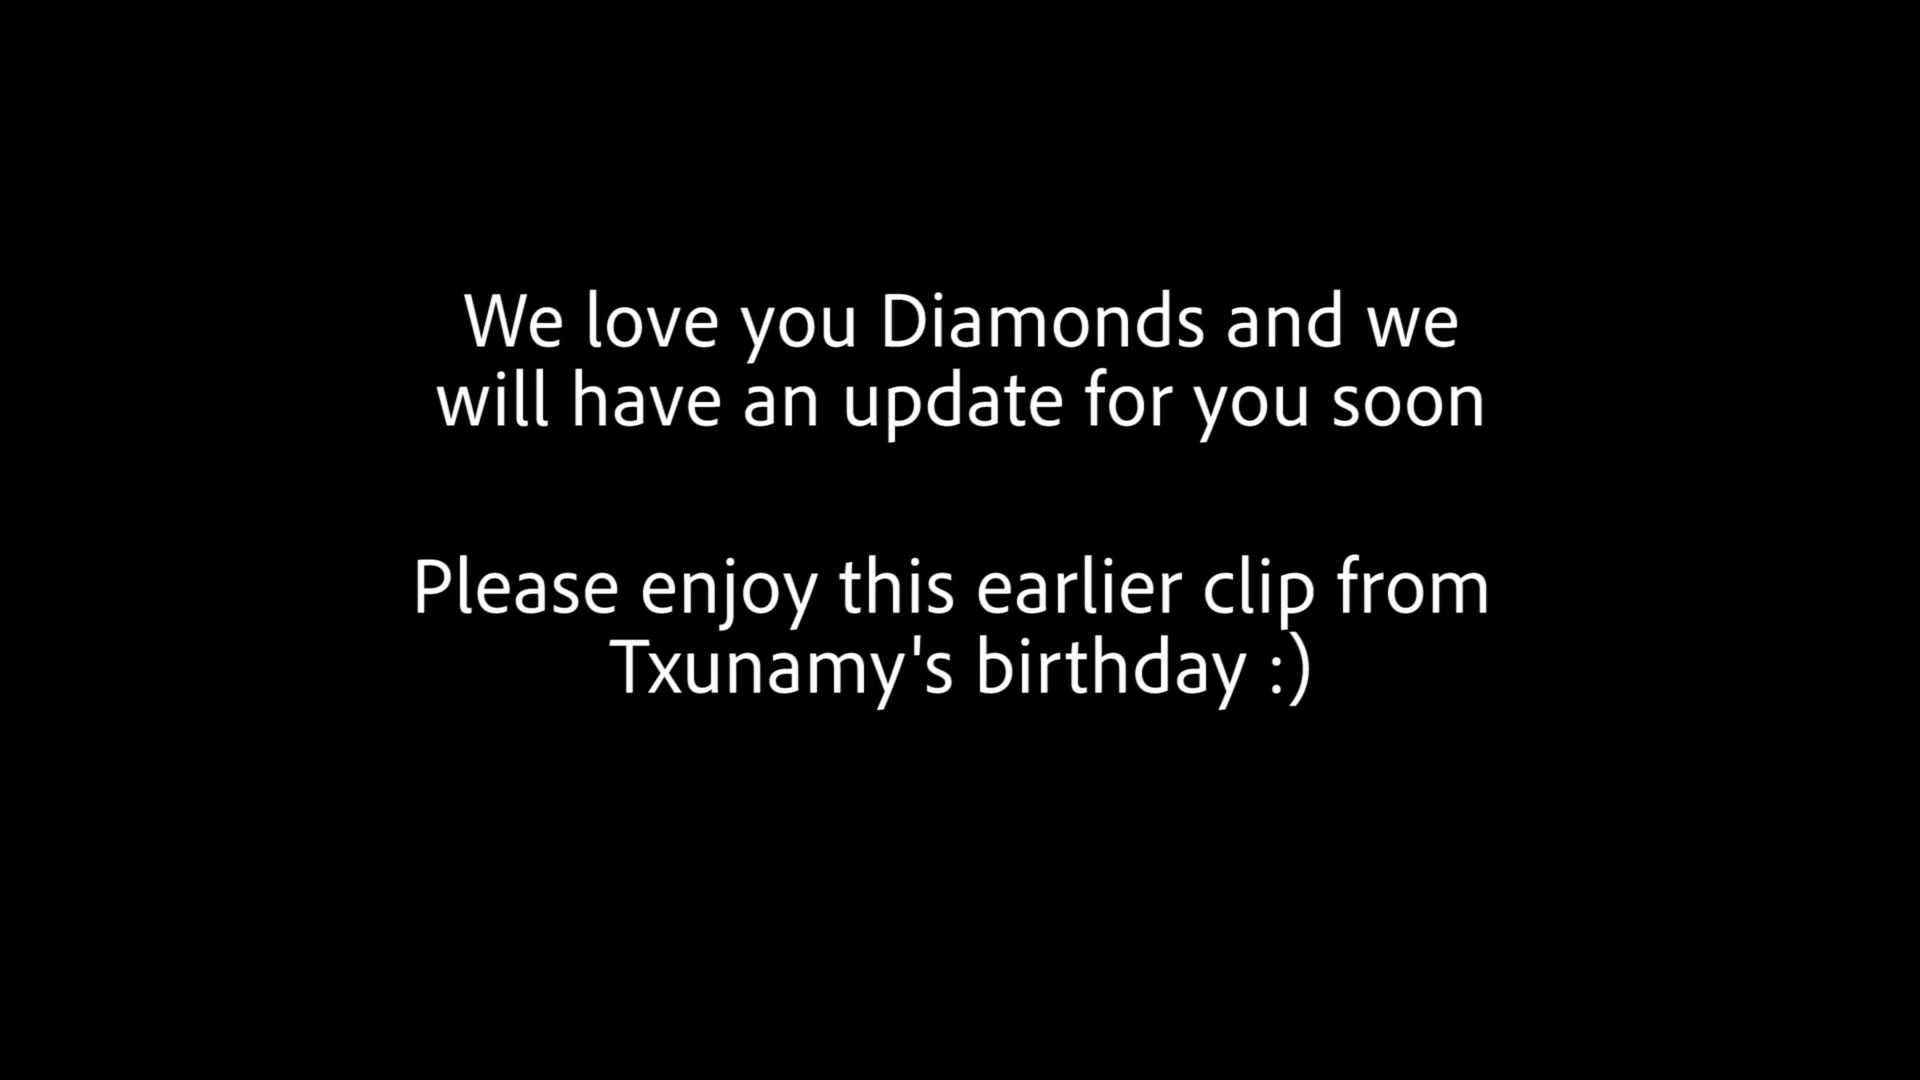 We love you Diamonds and we
will have an update for you soon
Please enjoy this earlier clip from
Txunamy's birthday :)